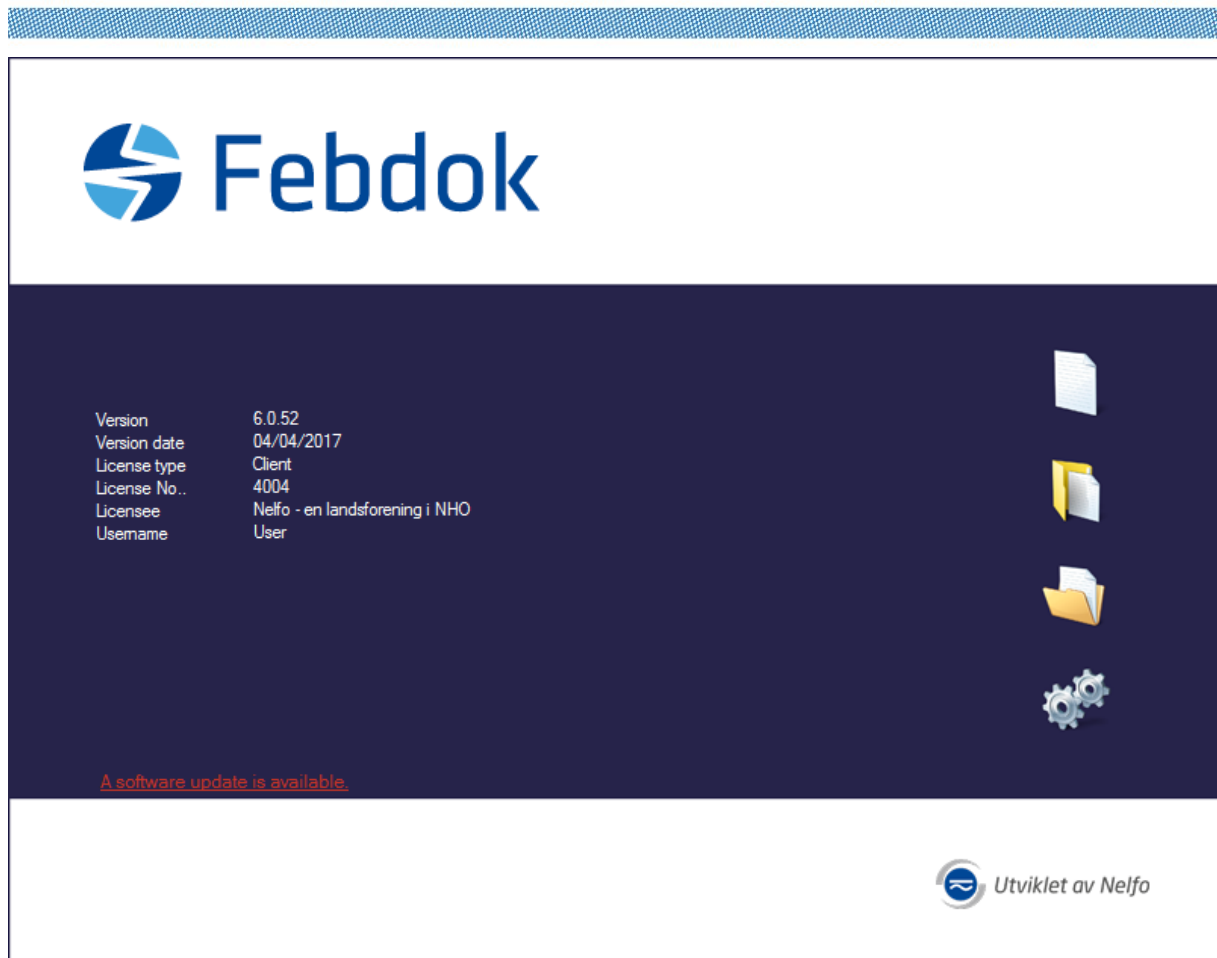 Febdok
Version 6.0.52
Version date 04/04/2017
License type Client
License No.. 4004
Licensee Nelfo - en landsforening i NHO
Username User
A software update is available.
Utviklet av Nelfo